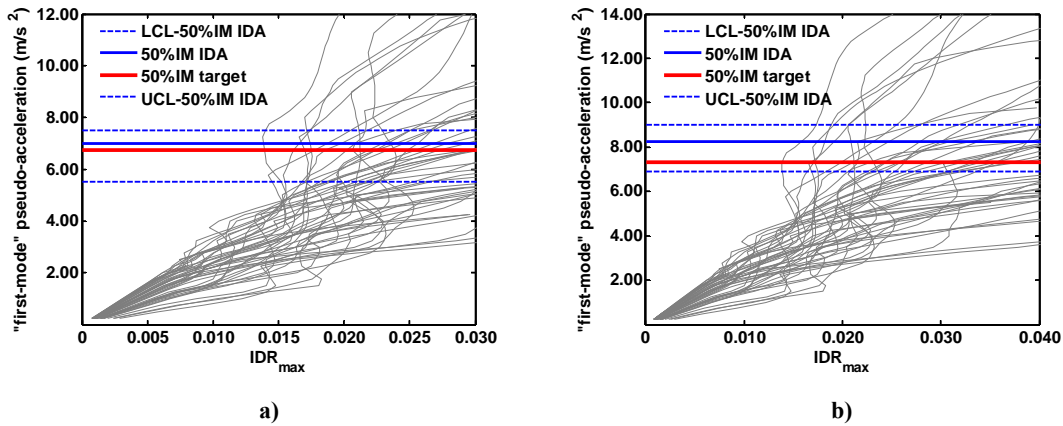 12.00
10.00
8.00
6.00
4.00
2.00
"first-mode" pseudo-acceleration (m/s 2)
LCL-50%IM IDA
50%IM IDA
50%IM target
UCL-50%IM IDA
0 0.005 0.010 0.015 0.020 0.025 0.030
IDRmax
a)
14.00
12.00
10.00
8.00
6.00
4.00
2.00
"first-mode" pseudo-acceleration (m/s 2)
LCL-50%IM IDA
50%IM IDA
50%IM target
UCL-50%IM IDA
0 0.010 0.020 0.030 0.040
IDRmax
b)